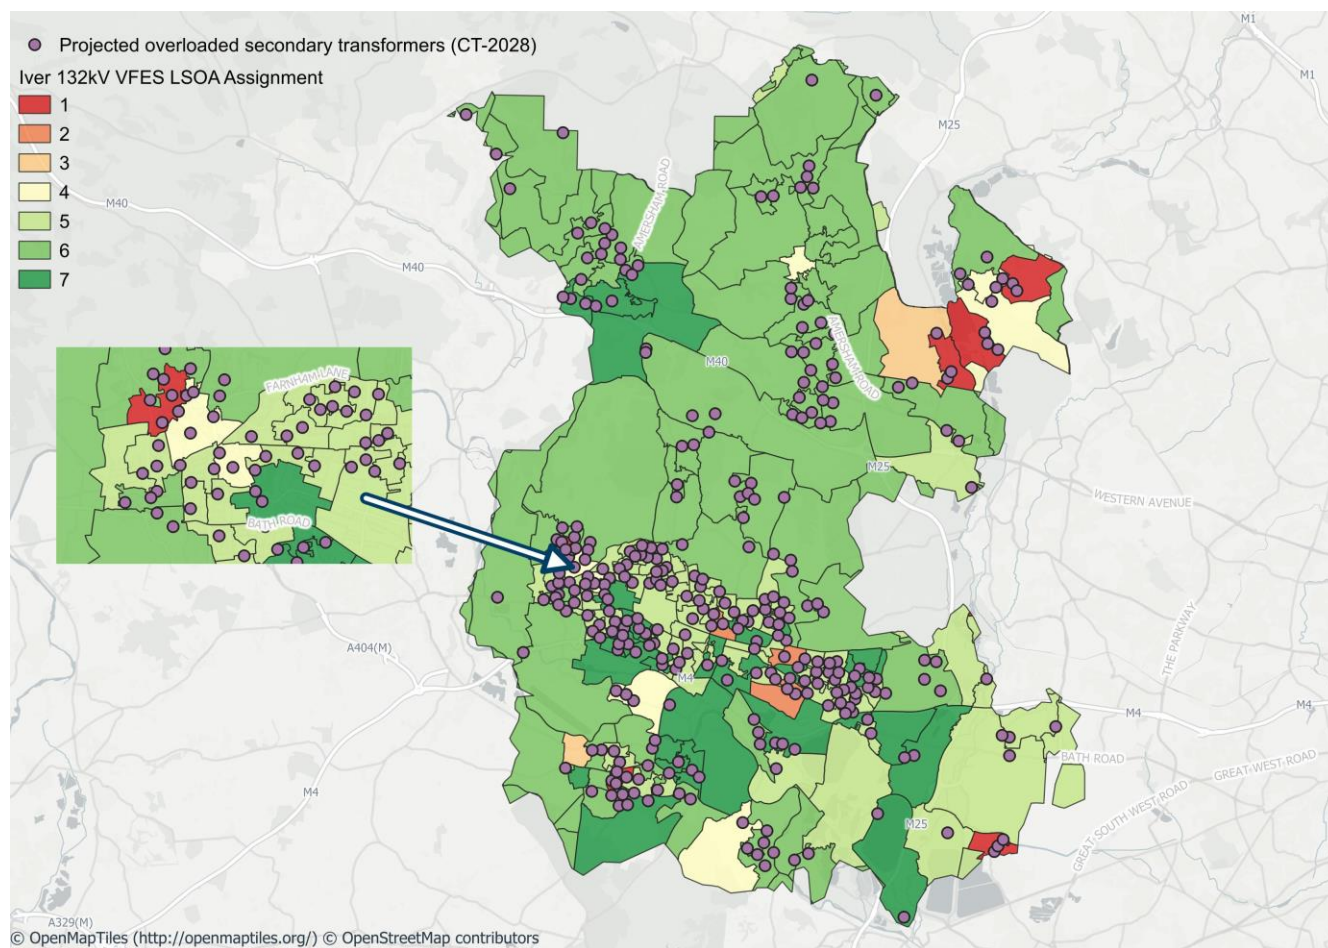 Projected overloaded secondary transformers (CT-2028)
Iver 132kV VFES LSOA Assignment
1
2
3
4
5
6
7
M1
M1
M25
AMERSHAM ROAD
M40
M40
M40
AMERSHAM ROAD
FARNHAM LANE
BATH ROAD
M25
WESTERN AVENUE
THE PARKWAY
A404(M)
M4
M4
M4
BATH ROAD
GREAT WEST ROAD
M4
GREAT SOUTH WEST ROAD
M25
A329(M)
© OpenMapTiles (http://openmaptiles.org/) © OpenStreetMap contributors